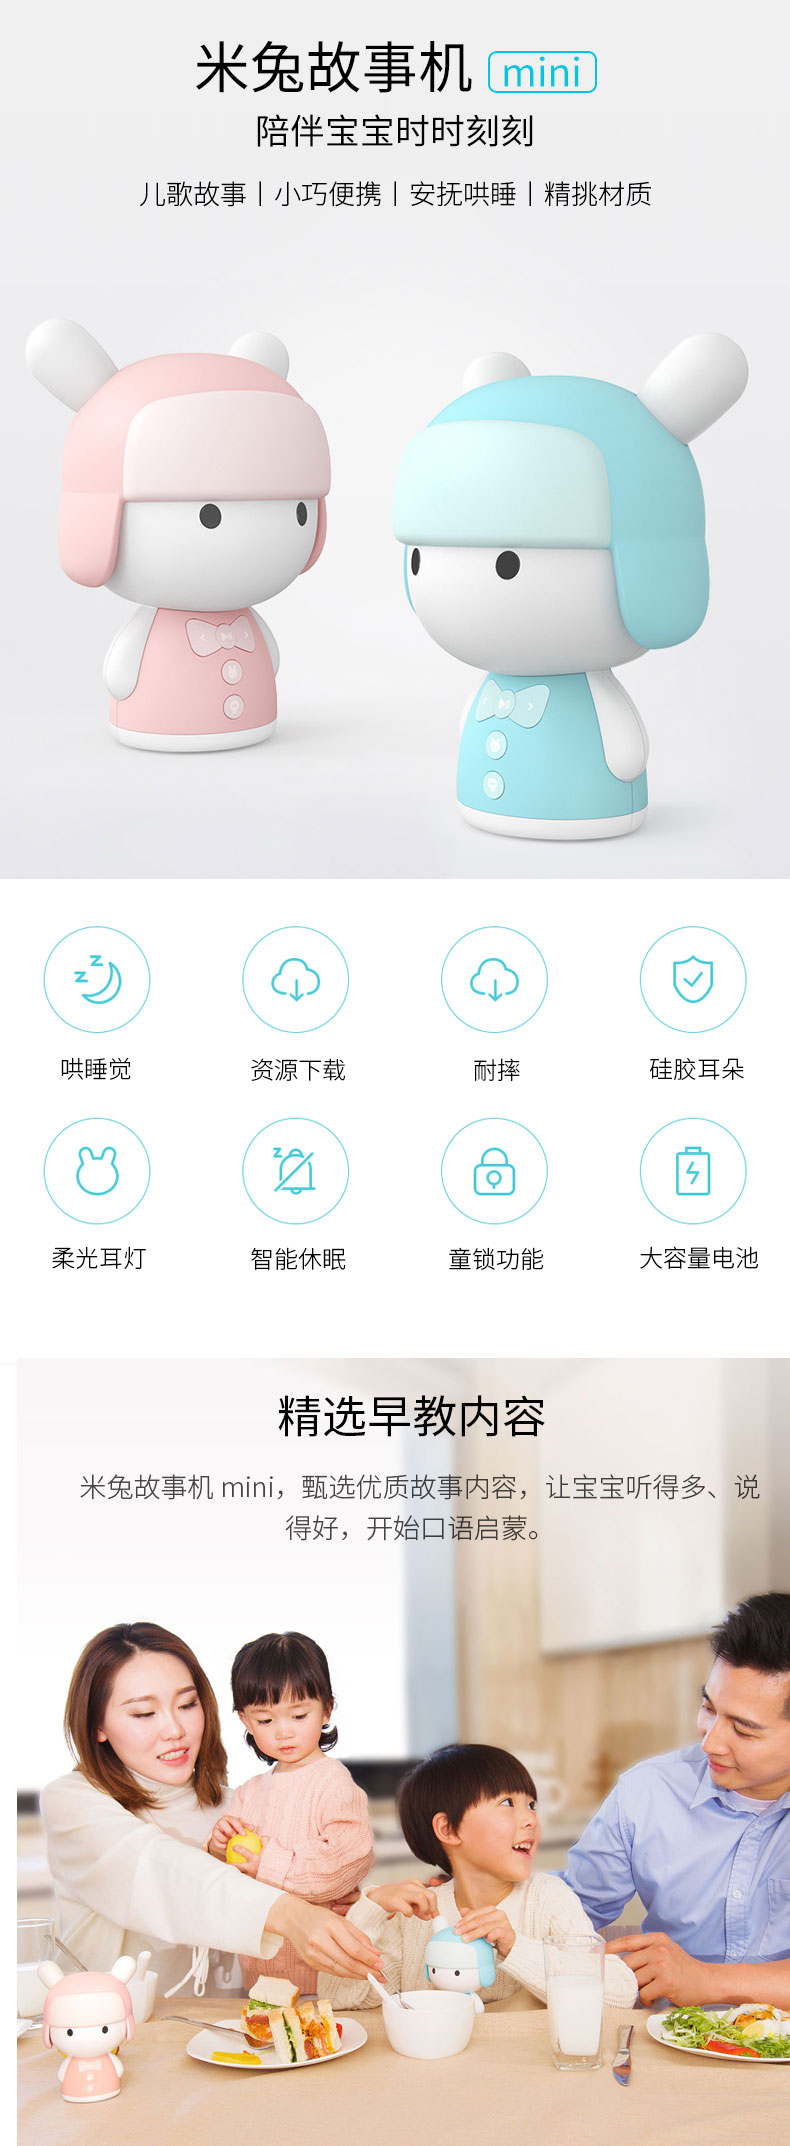 米兔故事机 mini
陪伴宝宝时时刻刻
儿歌故事丨小巧便携丨安抚哄睡丨精挑材质
哄睡觉 资源下载 耐摔 硅胶耳朵
柔光耳灯 智能休眠 童锁功能 大容量电池
精选早教内容
米兔故事机 mini，甄选优质故事内容，让宝宝听得多、说
得好，开始口语启蒙。